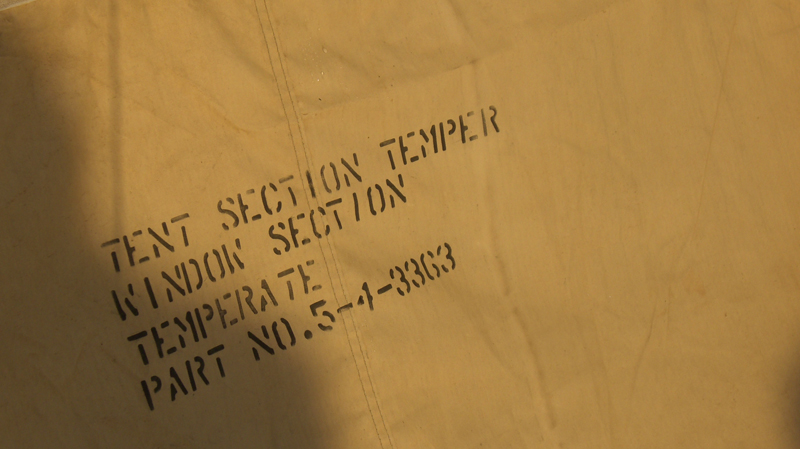 TENT SECTION TEMPER
WINDOW SECTION
TEMPERATE
PART NO.5-4-3363